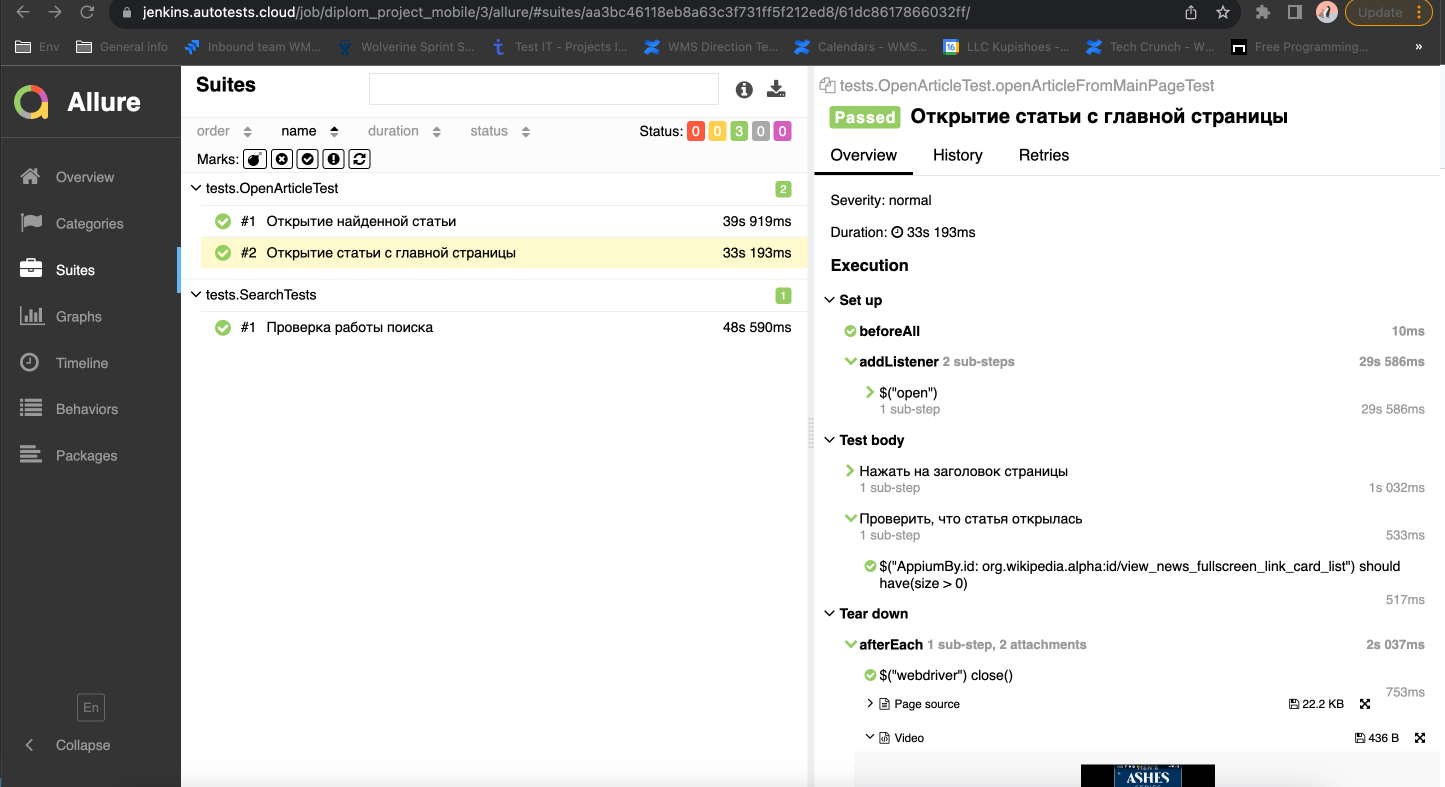 jenkins.autotests.cloud/job/diplom_project_mobile/3/allure/#suites/aa3bc46118eb8a63c3f731ff5f212ed8/61dc8617866032ff/
Update
Env
General info
Inbound team WM...
Wolverine Sprint S...
Test IT - Projects I...
WMS Direction Te...
Calendars - WMS...
16
LLC Kupishoes -...
Tech Crunch - W...
Free Programming...
»
Allure
Overview
Categories
Suites
Graphs
Timeline
Behaviors
Packages
En
Collapse
Suites
order name duration status Status: 0 0 3 0 0
Marks:
tests.OpenArticleTest 2
#1 Открытие найденной статьи 39s 919ms
#2 Открытие статьи с главной страницы 33s 193ms
tests.SearchTests 1
#1 Проверка работы поиска 48s 590ms
tests.OpenArticleTest.openArticleFromMainPageTest
Passed Открытие статьи с главной страницы
Overview History Retries
Severity: normal
Duration: 33s 193ms
Execution
Set up
beforeAll 10ms
addListener 2 sub-steps 29s 586ms
$("open")
1 sub-step 29s 586ms
Test body
Нажать на заголовок страницы
1 sub-step 1s 032ms
Проверить, что статья открылась
1 sub-step 533ms
$("AppiumBy.id: org.wikipedia.alpha:id/view_news_fullscreen_link_card_list") should
have(size > 0)
517ms
Tear down
afterEach 1 sub-step, 2 attachments 2s 037ms
$("webdriver") close()
753ms
Page source 22.2 KB
Video 436 B
ASHES